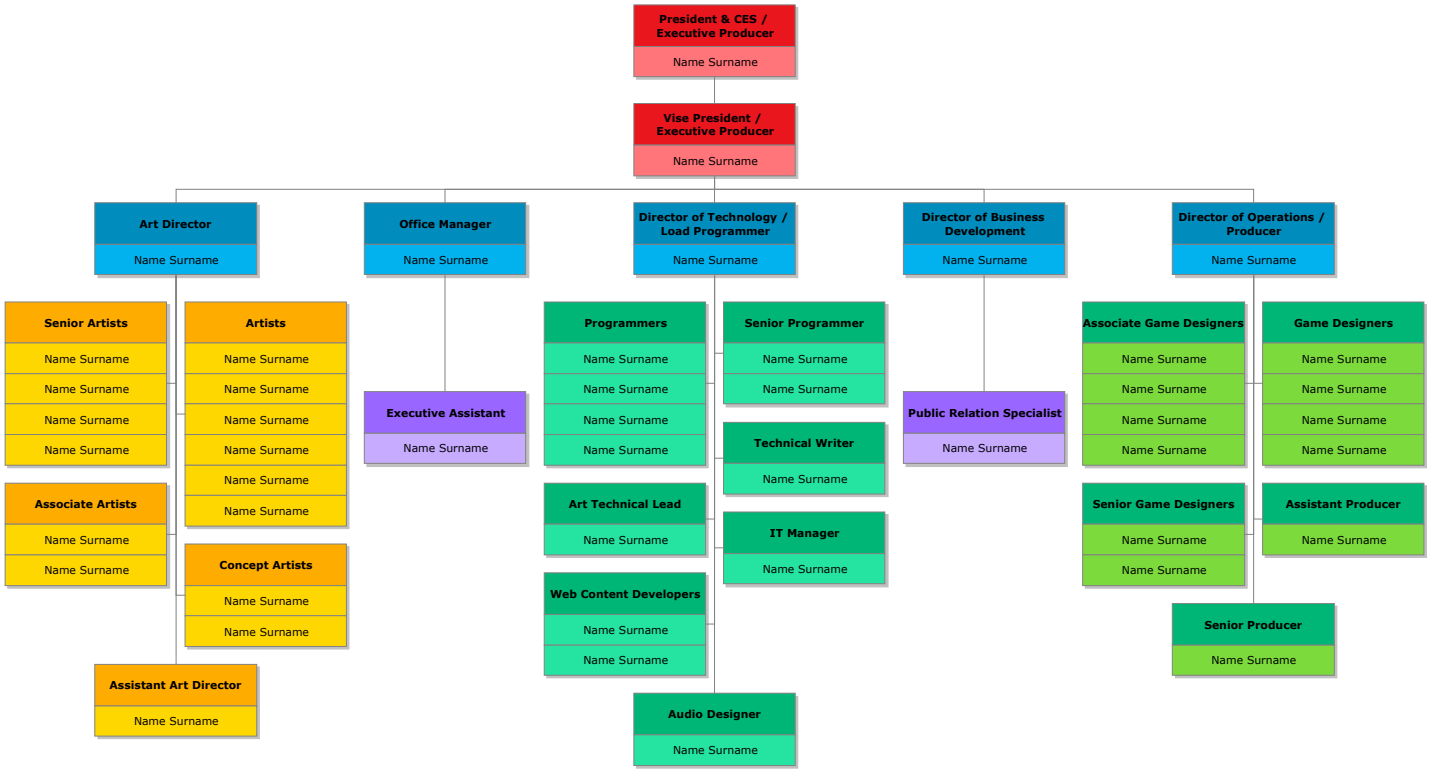 President & CES /
Executive Producer
Name Surname
Vise President /
Executive Producer
Name Surname
Art Director
Name Surname
Office Manager
Name Surname
Director of Technology /
Load Programmer
Name Surname
Director of Business
Development
Name Surname
Director of Operations /
Producer
Name Surname
Senior Artists
Name Surname
Name Surname
Name Surname
Name Surname
Artists
Name Surname
Name Surname
Name Surname
Name Surname
Name Surname
Name Surname
Associate Artists
Name Surname
Name Surname
Concept Artists
Name Surname
Name Surname
Assistant Art Director
Name Surname
Executive Assistant
Name Surname
Programmers
Name Surname
Name Surname
Name Surname
Name Surname
Senior Programmer
Name Surname
Name Surname
Technical Writer
Name Surname
Art Technical Lead
Name Surname
IT Manager
Name Surname
Web Content Developers
Name Surname
Name Surname
Audio Designer
Name Surname
Public Relation Specialist
Name Surname
Associate Game Designers
Name Surname
Name Surname
Name Surname
Name Surname
Game Designers
Name Surname
Name Surname
Name Surname
Name Surname
Senior Game Designers
Name Surname
Name Surname
Assistant Producer
Name Surname
Senior Producer
Name Surname